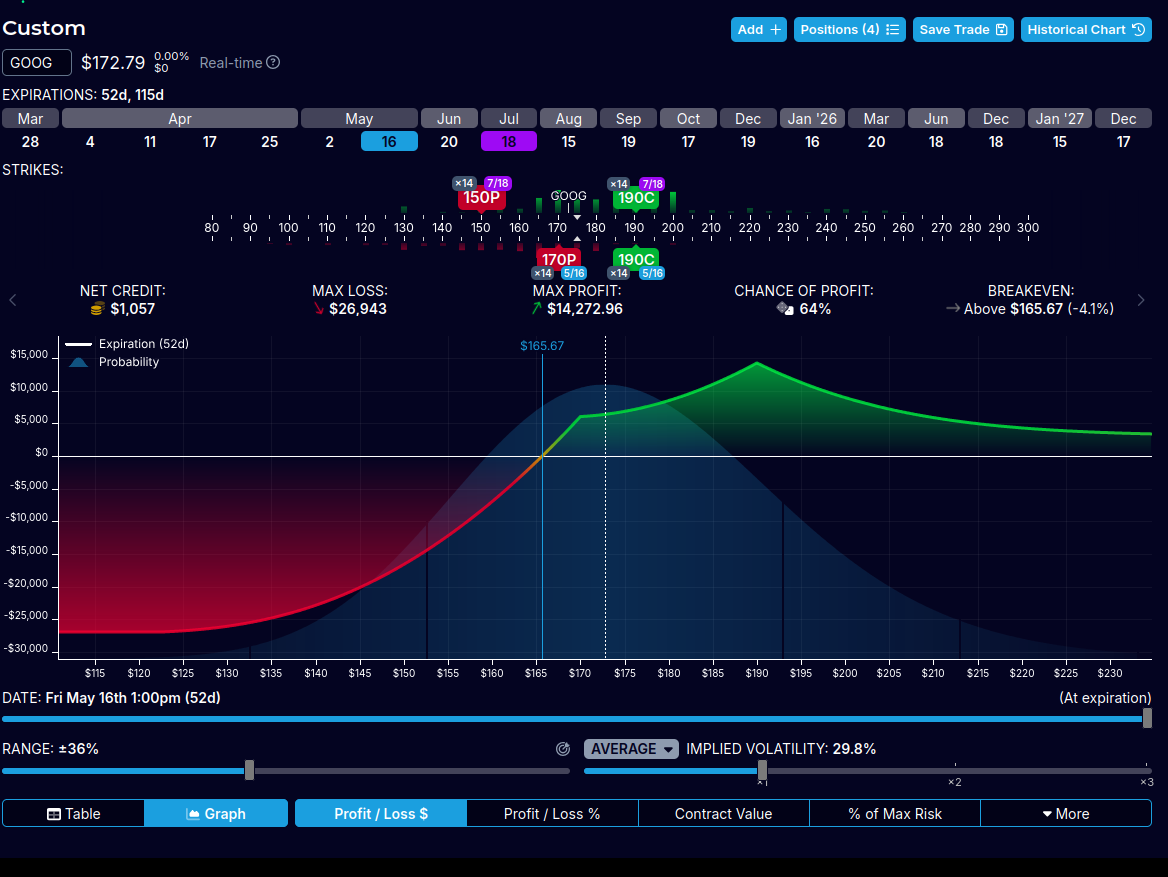 Custom
Add + Positions (4) Save Trade Historical Chart
GOOG $172.79 0.00% $0 Real-time ?
EXPIRATIONS: 52d, 115d
Mar Apr May Jun Jul Aug Sep Oct Dec Jan '26 Mar Jun Dec Jan '27 Dec
28 4 11 17 25 2 16 20 18 15 19 17 19 16 20 18 18 15 17
STRIKES:
×14 7/18 ×14 7/18
150P GOOG 190C
80 90 100 110 120 130 140 150 160 170 180 190 200 210 220 230 240 250 260 270 280 290 300
170P 190C
×14 5/16 ×14 5/16
NET CREDIT: MAX LOSS: MAX PROFIT: CHANCE OF PROFIT: BREAKEVEN:
$1,057 $26,943 $14,272.96 64% Above $165.67 (-4.1%)
Expiration (52d)
Probability
$165.67
$15,000
$10,000
$5,000
$0
-$5,000
-$10,000
-$15,000
-$20,000
-$25,000
-$30,000
$115 $120 $125 $130 $135 $140 $145 $150 $155 $160 $165 $170 $175 $180 $185 $190 $195 $200 $205 $210 $215 $220 $225 $230
DATE: Fri May 16th 1:00pm (52d) (At expiration)
RANGE: ±36% AVERAGE IMPLIED VOLATILITY: 29.8%
×1 ×2 ×3
Table Graph Profit / Loss $ Profit / Loss % Contract Value % of Max Risk More